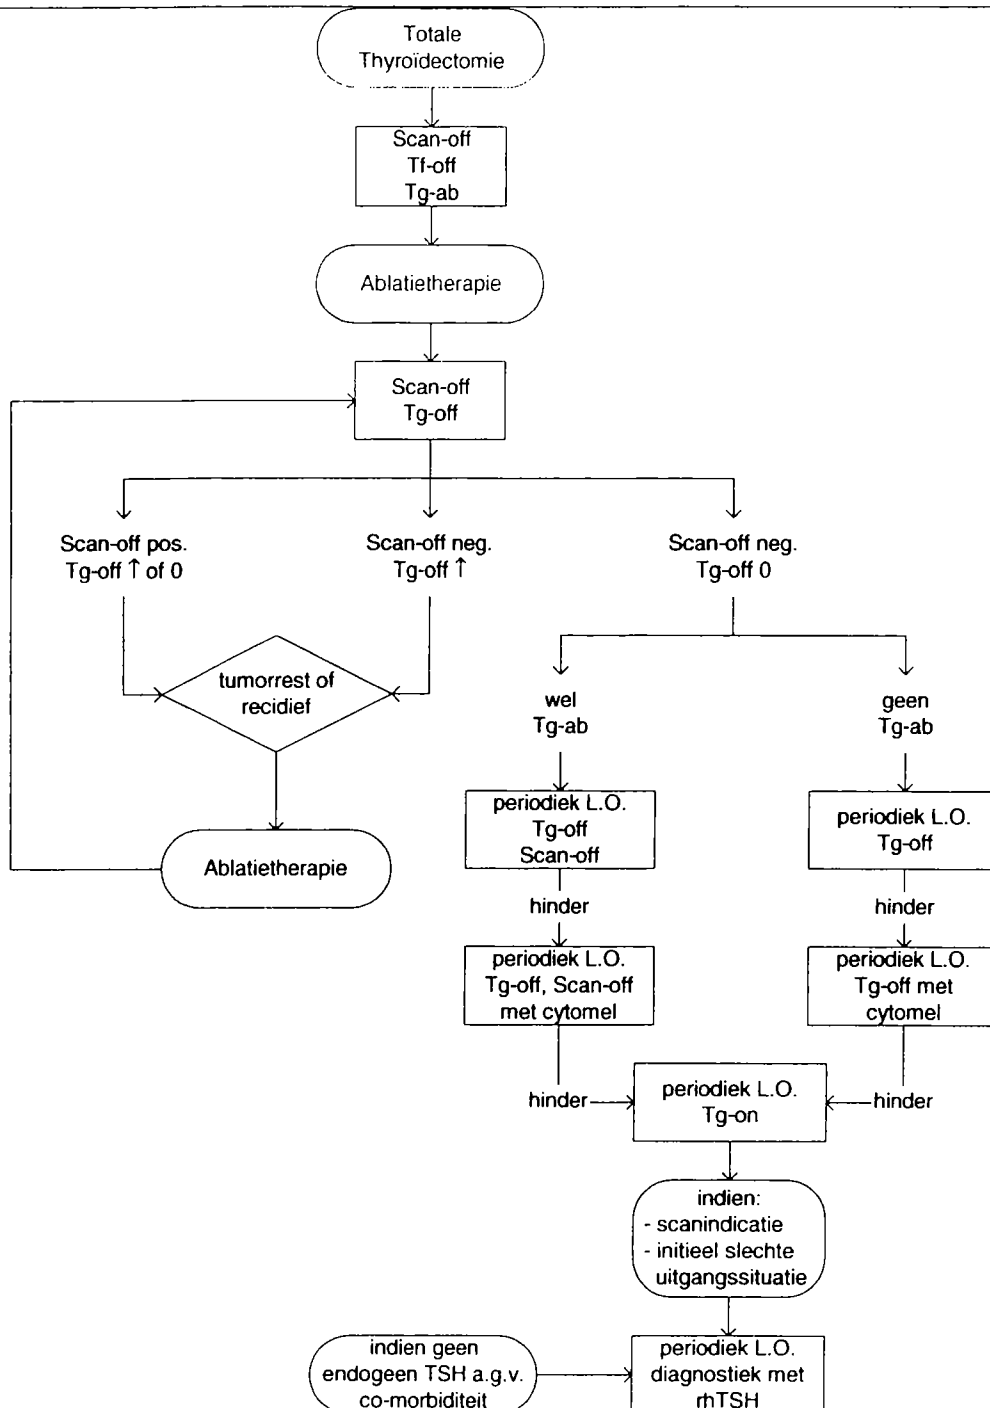 Totale
Thyroïdectomie
Scan-off
Tf-off
Tg-ab
Ablatietherapie
Scan-off
Tg-off
Scan-off pos.
Tg-off ↑ of 0
Scan-off neg.
Tg-off ↑
Scan-off neg.
Tg-off 0
tumorrest of
recidief
Ablatietherapie
wel
Tg-ab
geen
Tg-ab
periodiek L.O.
Tg-off
Scan-off
periodiek L.O.
Tg-off
hinder
hinder
periodiek L.O.
Tg-off, Scan-off
met cytomel
periodiek L.O.
Tg-off met
cytomel
hinder
periodiek L.O.
Tg-on
hinder
indien:
- scanindicatie
- initieel slechte
uitgangssituatie
indien geen
endogeen TSH a.g.v.
co-morbiditeit
periodiek L.O.
diagnostiek met
rhTSH